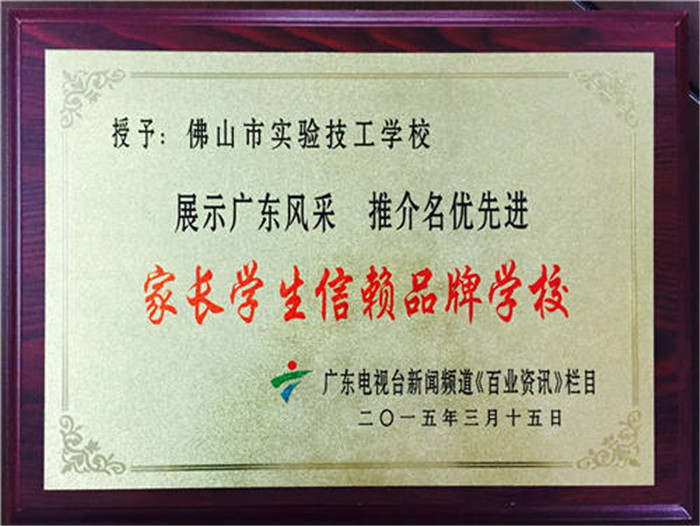 授予：佛山市实验技工学校
展示广东风采 推介名优先进
家长学生信赖品牌学校
广东电视台新闻频道《百业资讯》栏目
二〇一五年三月十五日